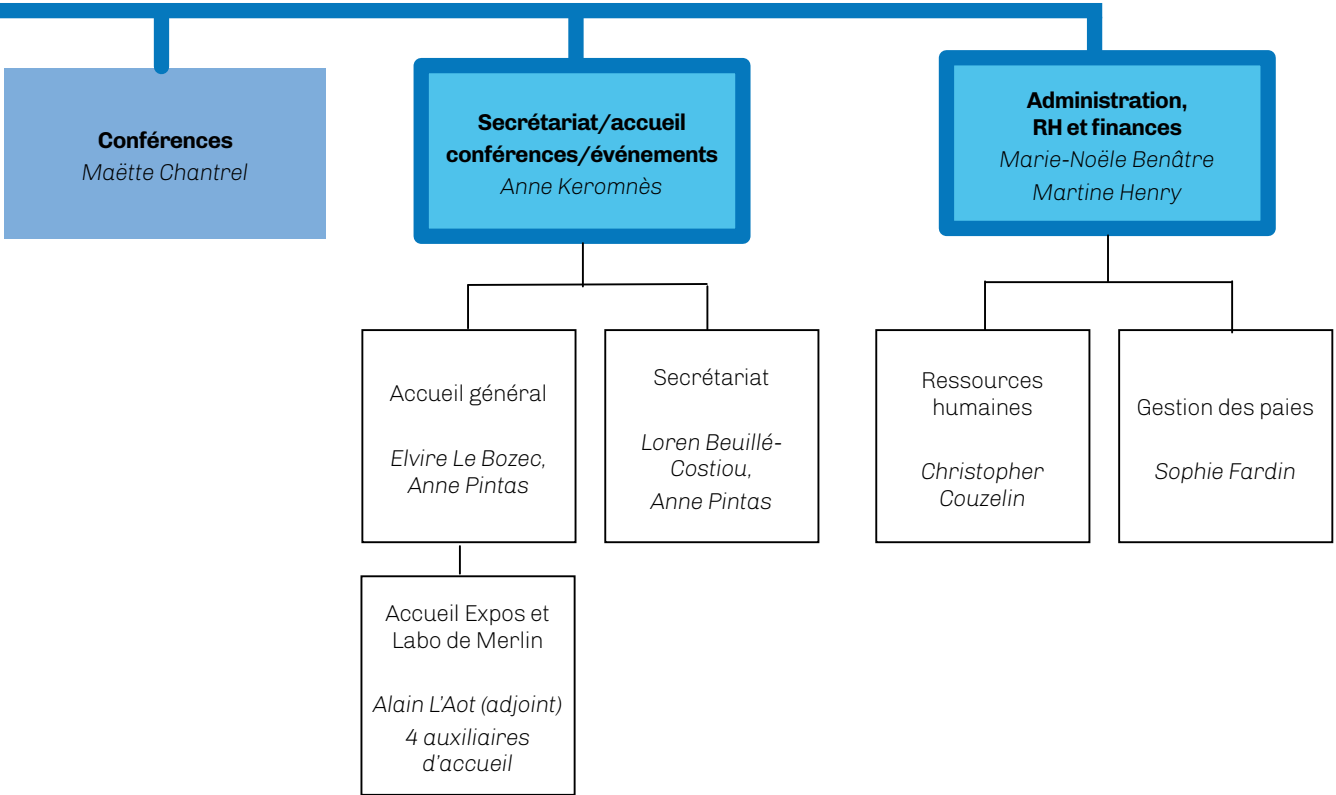 Conférences
Maëtte Chantrel
Secrétariat/accueil
conférences/événements
Anne Keromnès
Administration,
RH et finances
Marie-Noële Benâtre
Martine Henry
Accueil général
Elvire Le Bozec,
Anne Pintas
Secrétariat
Loren Beuillé-
Costiou,
Anne Pintas
Ressources
humaines
Christopher
Couzelin
Gestion des paies
Sophie Fardin
Accueil Expos et
Labo de Merlin
Alain L'Aot (adjoint)
4 auxiliaires
d'accueil